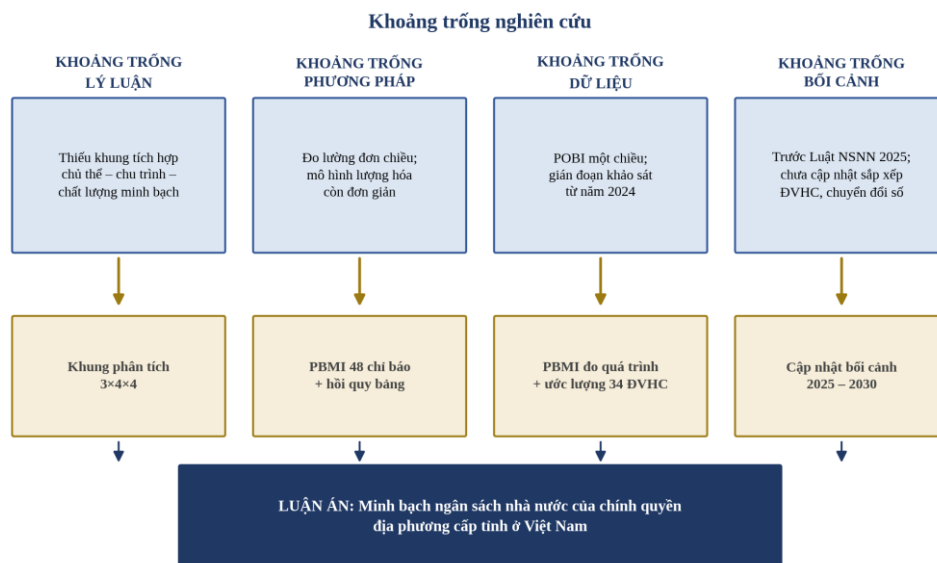 Khoảng trống nghiên cứu
KHOẢNG TRỐNG
LÝ LUẬN
Thiếu khung tích hợp
chủ thể – chu trình –
chất lượng minh bạch
Khung phân tích
3×4×4
KHOẢNG TRỐNG
PHƯƠNG PHÁP
Đo lường đơn chiều;
mô hình lượng hóa
còn đơn giản
PBMI 48 chỉ báo
+ hồi quy bảng
KHOẢNG TRỐNG
DỮ LIỆU
POBI một chiều;
gián đoạn khảo sát
từ năm 2024
PBMI đo quá trình
+ ước lượng 34 ĐVHC
KHOẢNG TRỐNG
BỐI CẢNH
Trước Luật NSNN 2025;
chưa cập nhật sắp xếp
ĐVHC, chuyển đổi số
Cập nhật bối cảnh
2025 – 2030
LUẬN ÁN: Minh bạch ngân sách nhà nước của chính quyền
địa phương cấp tỉnh ở Việt Nam